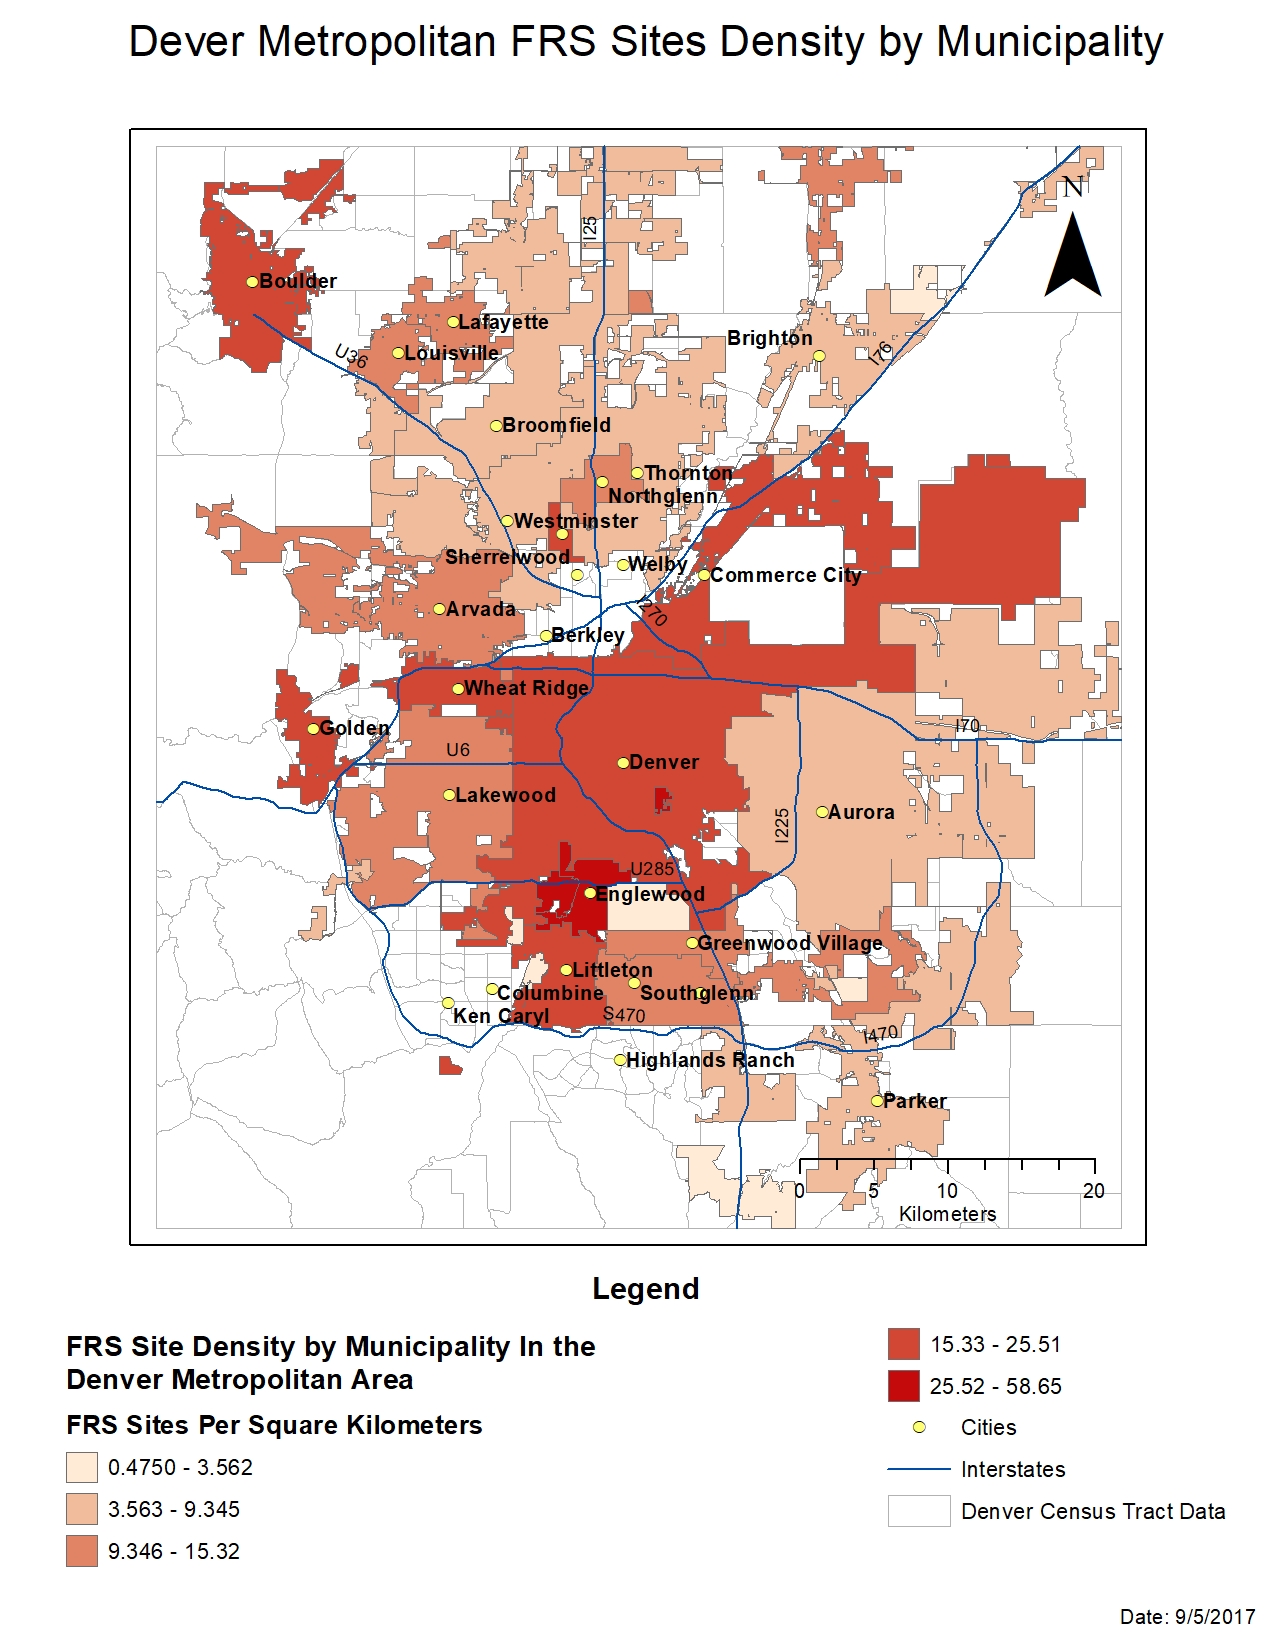 Dever Metropolitan FRS Sites Density by Municipality
N
I25
Boulder
Lafayette
Louisville
U36
Brighton
I76
Broomfield
Thornton
Northglenn
Westminster
Sherrelwood
Welby
Commerce City
I270
Arvada
Berkley
Wheat Ridge
Golden
I70
U6
Denver
Lakewood
I225
Aurora
U285
Englewood
Greenwood Village
Littleton
Columbine
Southglenn
Ken Caryl
S470
I470
Highlands Ranch
Parker
0 5 10 20
Kilometers
Legend
FRS Site Density by Municipality In the
Denver Metropolitan Area
FRS Sites Per Square Kilometers
0.4750 - 3.562
3.563 - 9.345
9.346 - 15.32
15.33 - 25.51
25.52 - 58.65
Cities
Interstates
Denver Census Tract Data
Date: 9/5/2017